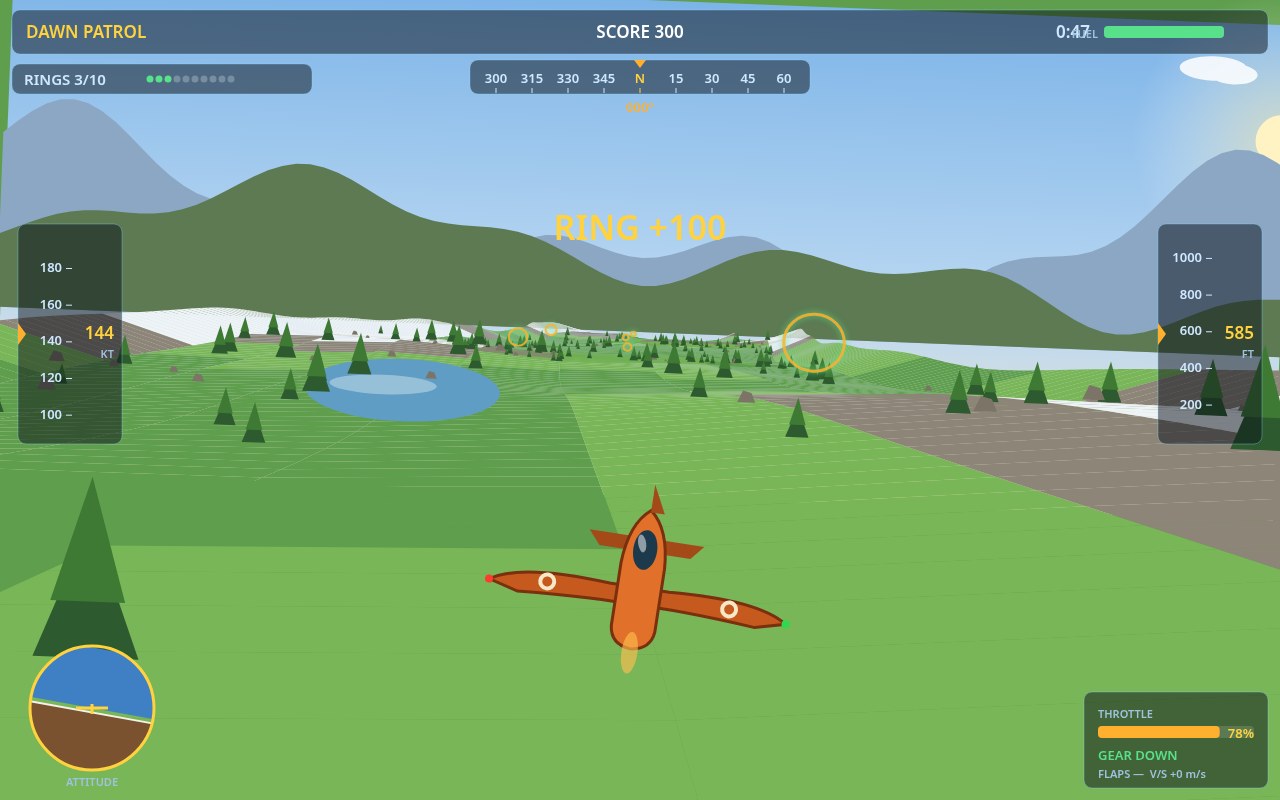 DAWN PATROL
SCORE 300
0:47
FUEL
RINGS 3/10
300 315 330 345 N 15 30 45 60
000°
RING +100
180
160
144
140
KT
120
100
1000
800
600
585
FT
400
200
ATTITUDE
THROTTLE
78%
GEAR DOWN
FLAPS — V/S +0 m/s